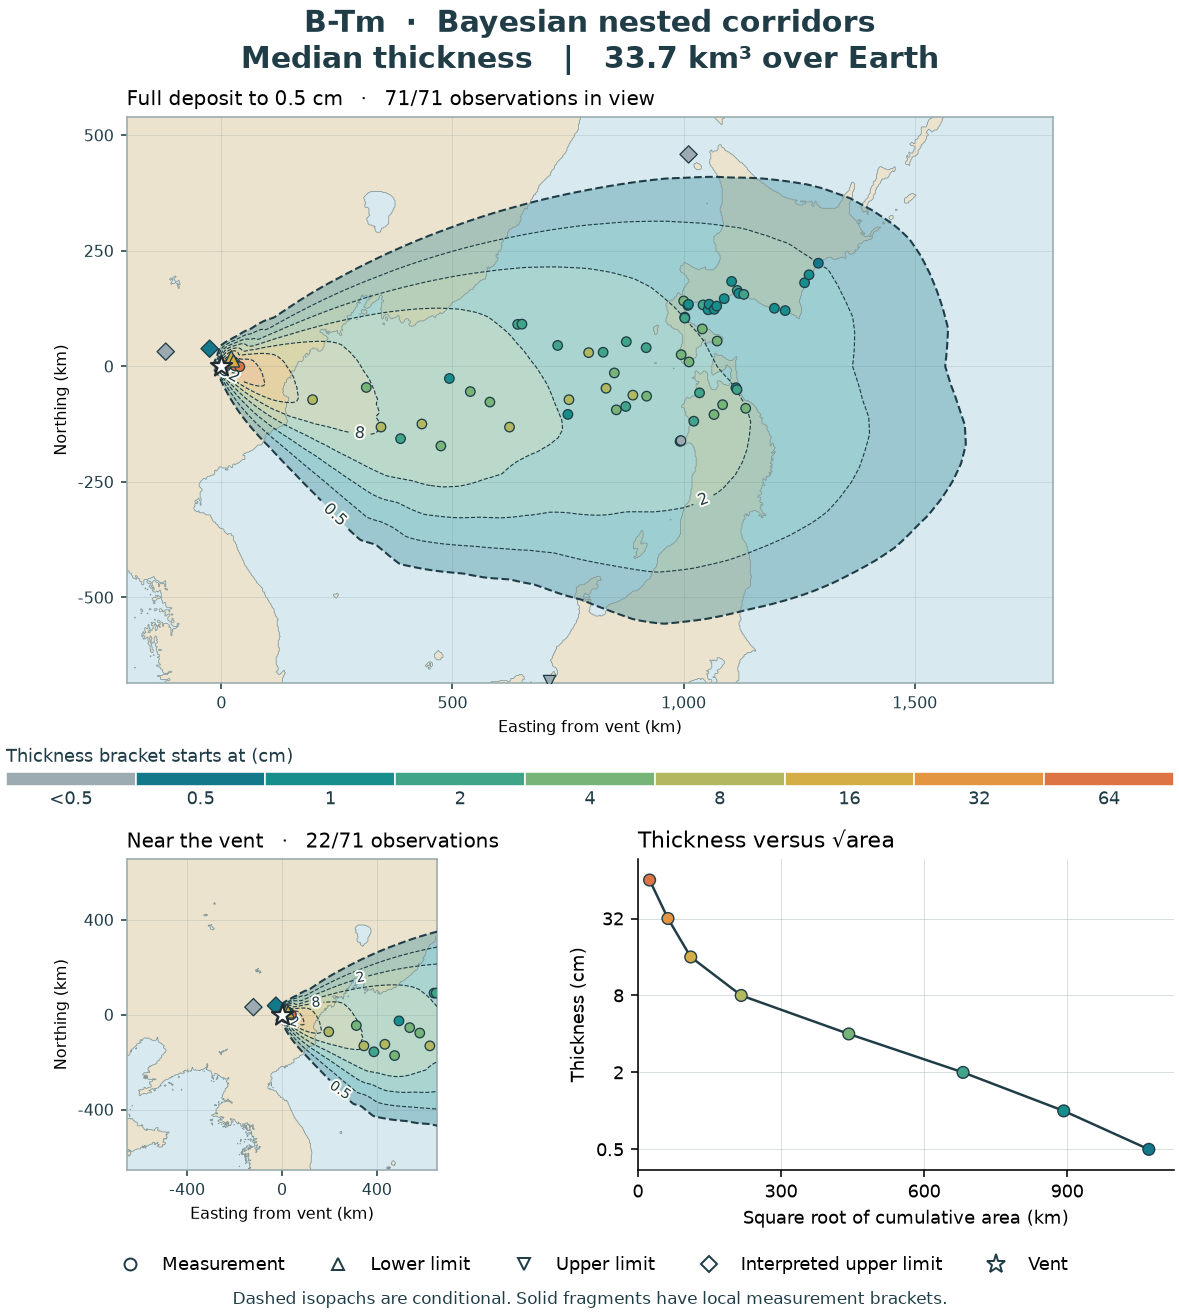 B-Tm · Bayesian nested corridors
Median thickness | 33.7 km³ over Earth
Full deposit to 0.5 cm · 71/71 observations in view
500
250
0
-250
-500
Northing (km)
8
2
2
0.5
0
500
1,000
1,500
Easting from vent (km)
Thickness bracket starts at (cm)
<0.5
0.5
1
2
4
8
16
32
64
Near the vent · 22/71 observations
400
0
-400
Northing (km)
2
8
0.5
-400
0
400
Easting from vent (km)
Thickness versus √area
32
8
2
0.5
Thickness (cm)
0
300
600
900
Square root of cumulative area (km)
Measurement
Lower limit
Upper limit
Interpreted upper limit
Vent
Dashed isopachs are conditional. Solid fragments have local measurement brackets.